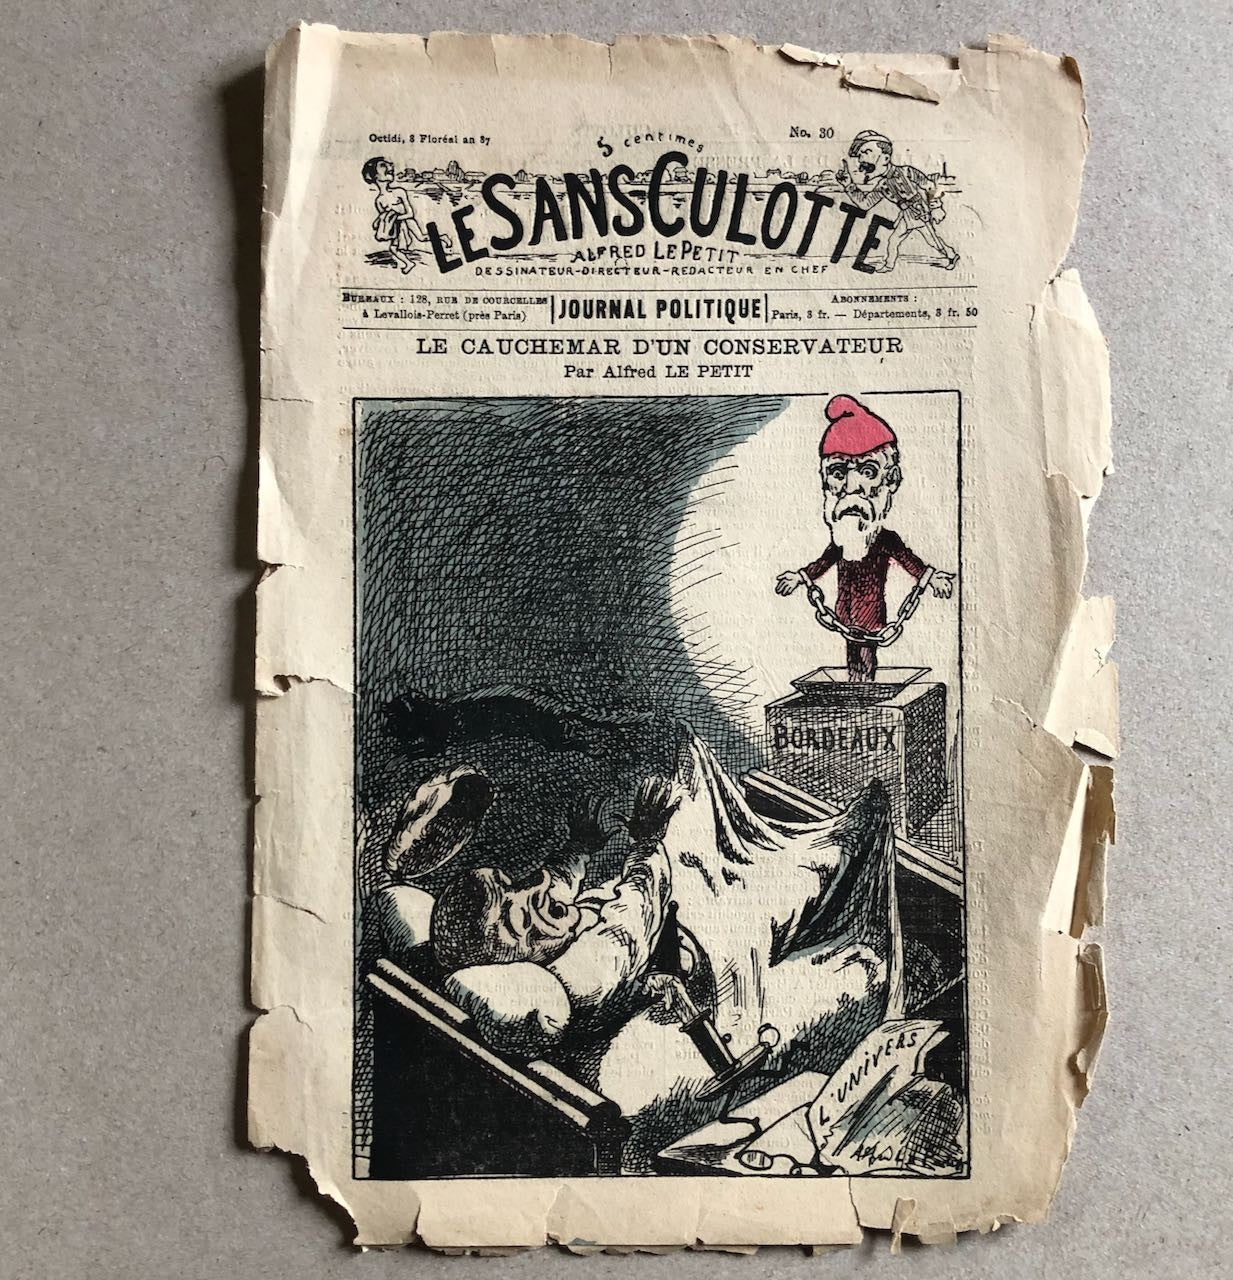 Octidi, 8 Floréal an 87
No. 30
5 centimes
LE SANS CULOTTE
ALFRED LE PETIT
DESSINATEUR-DIRECTEUR-REDACTEUR EN CHEF
BUREAUX : 128, RUE DE COURCELLES
à Levallois-Perret (près Paris)
JOURNAL POLITIQUE
ABONNEMENTS :
Paris, 3 fr. — Départements, 3 fr. 50
LE CAUCHEMAR D'UN CONSERVATEUR
Par Alfred LE PETIT
BORDEAUX
L'UNIVERS